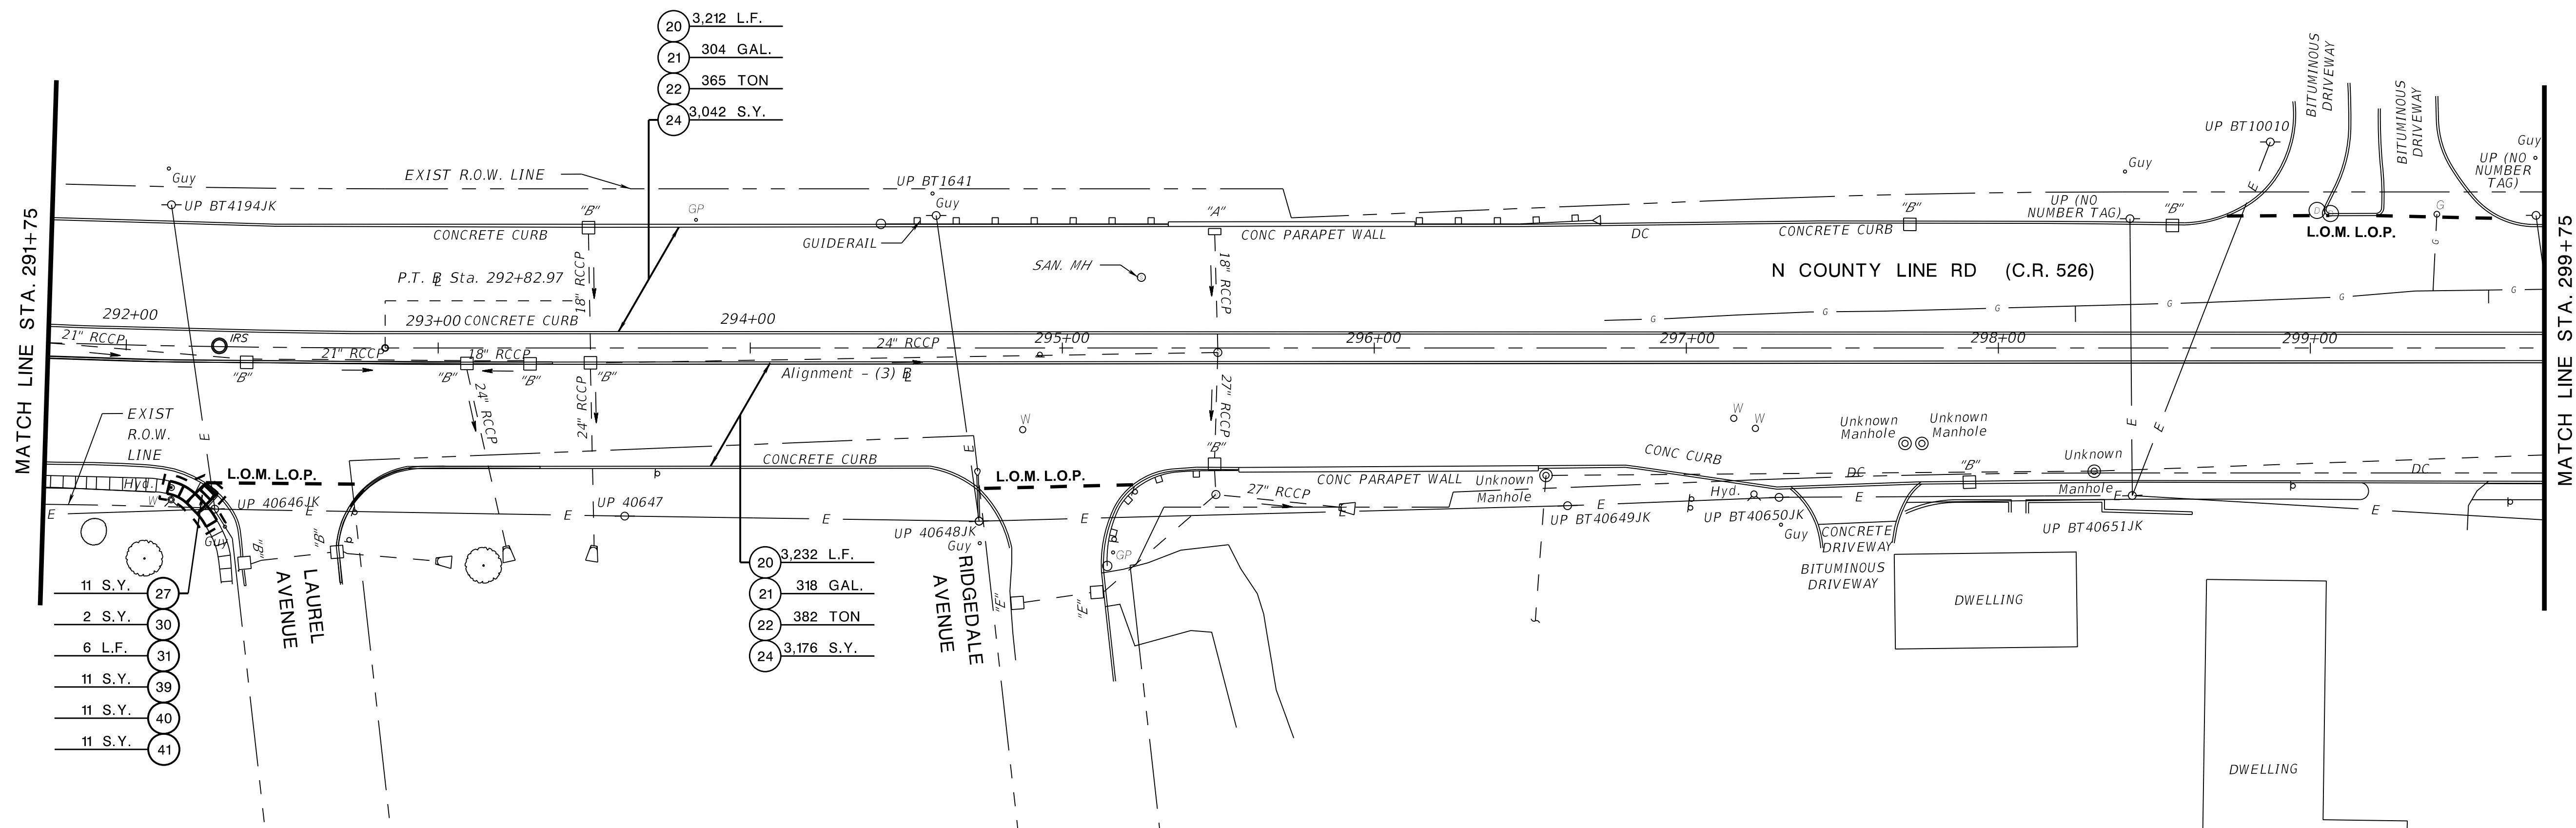 20 3,212 L.F.
21 304 GAL.
22 365 TON
24 3,042 S.Y.
BITUMINOUS
DRIVEWAY
BITUMINOUS
DRIVEWAY
UP BT10010
Guy
UP (NO
NUMBER
TAG)
Guy
Guy
EXIST R.O.W. LINE
UP BT1641
Guy
UP BT4194JK
"B"
GP
"A"
UP (NO
NUMBER TAG)
"B"
"B"
E
D
G
G
L.O.M. L.O.P.
CONCRETE CURB
GUIDERAIL
CONC PARAPET WALL
DC
CONCRETE CURB
MATCH LINE STA. 291+75
MATCH LINE STA. 299+75
SAN. MH
N COUNTY LINE RD (C.R. 526)
P.T. BL Sta. 292+82.97
18" RCCP
18" RCCP
G
G
G
G
G
G
292+00
293+00
CONCRETE CURB
294+00
295+00
296+00
297+00
298+00
299+00
21" RCCP
IRS
21" RCCP
18" RCCP
24" RCCP
"B"
"B"
"B"
"B"
Alignment - (3) BL
24" RCCP
24" RCCP
27" RCCP
EXIST
R.O.W.
LINE
E
E
W
W
W
Unknown
Manhole
Unknown
Manhole
E
E
"B"
CONCRETE CURB
CONC CURB
Unknown
Manhole
L.O.M. L.O.P.
L.O.M. L.O.P.
CONC PARAPET WALL
Unknown
Manhole
DC
"B"
DC
Hyd.
W
UP 40646JK
E
E
UP 40647
E
E
E
27" RCCP
E
E
Hyd.
E
E
E
UP 40648JK
Guy
UP BT40649JK
UP BT40650JK
Guy
UP BT40651JK
Guy
GP
"B"
"B"
LAUREL
AVENUE
RIDGEDALE
AVENUE
"E"
"E"
CONCRETE
DRIVEWAY
BITUMINOUS
DRIVEWAY
DWELLING
DWELLING
11 S.Y. 27
2 S.Y. 30
6 L.F. 31
11 S.Y. 39
11 S.Y. 40
11 S.Y. 41
20 3,232 L.F.
21 318 GAL.
22 382 TON
24 3,176 S.Y.